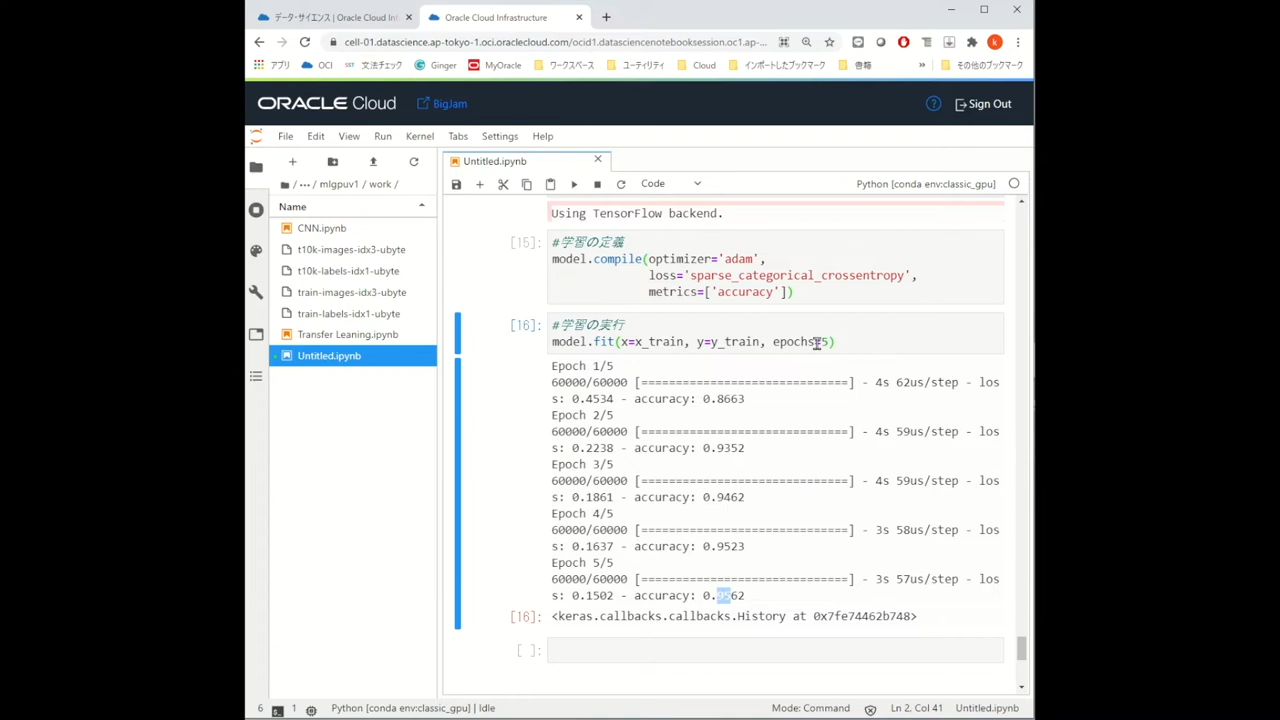 データ・サイエンス | Oracle Cloud Inf
Oracle Cloud Infrastructure
cell-01.datascience.ap-tokyo-1.oci.oraclecloud.com/ocid1.datasciencenotebooksession.oc1.ap-...
k
アプリ OCI 文法チェック Ginger MyOracle ワークスペース ユーティリティ Cloud インポートしたブックマーク 書籍 » その他のブックマーク
ORACLE Cloud BigJam ? Sign Out
File Edit View Run Kernel Tabs Settings Help
Untitled.ipynb
/ ··· / mlgpuv1 / work /
Code
Python [conda env:classic_gpu]
Name
CNN.ipynb
t10k-images-idx3-ubyte
t10k-labels-idx1-ubyte
train-images-idx3-ubyte
train-labels-idx1-ubyte
Transfer Leaning.ipynb
Untitled.ipynb
Using TensorFlow backend.
[15]: #学習の定義
model.compile(optimizer='adam',
loss='sparse_categorical_crossentropy',
metrics=['accuracy'])
[16]: #学習の実行
model.fit(x=x_train, y=y_train, epochs=5)
Epoch 1/5
60000/60000 [==============================] - 4s 62us/step - los
s: 0.4534 - accuracy: 0.8663
Epoch 2/5
60000/60000 [==============================] - 4s 59us/step - los
s: 0.2238 - accuracy: 0.9352
Epoch 3/5
60000/60000 [==============================] - 4s 59us/step - los
s: 0.1861 - accuracy: 0.9462
Epoch 4/5
60000/60000 [==============================] - 3s 58us/step - los
s: 0.1637 - accuracy: 0.9523
Epoch 5/5
60000/60000 [==============================] - 3s 57us/step - los
s: 0.1502 - accuracy: 0.9562
[16]: <keras.callbacks.callbacks.History at 0x7fe74462b748>
[ ]:
6 1 Python [conda env:classic_gpu] | Idle Mode: Command Ln 2, Col 41 Untitled.ipynb